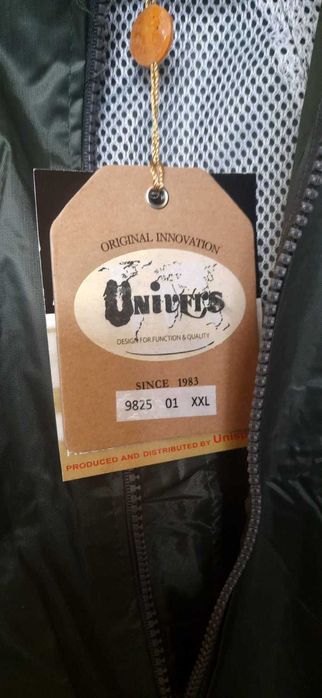 ORIGINAL INNOVATION
UNivers
DESIGN FOR FUNCTION & QUALITY
SINCE 1983
9825 01 XXL
PRODUCED AND DISTRIBUTED BY